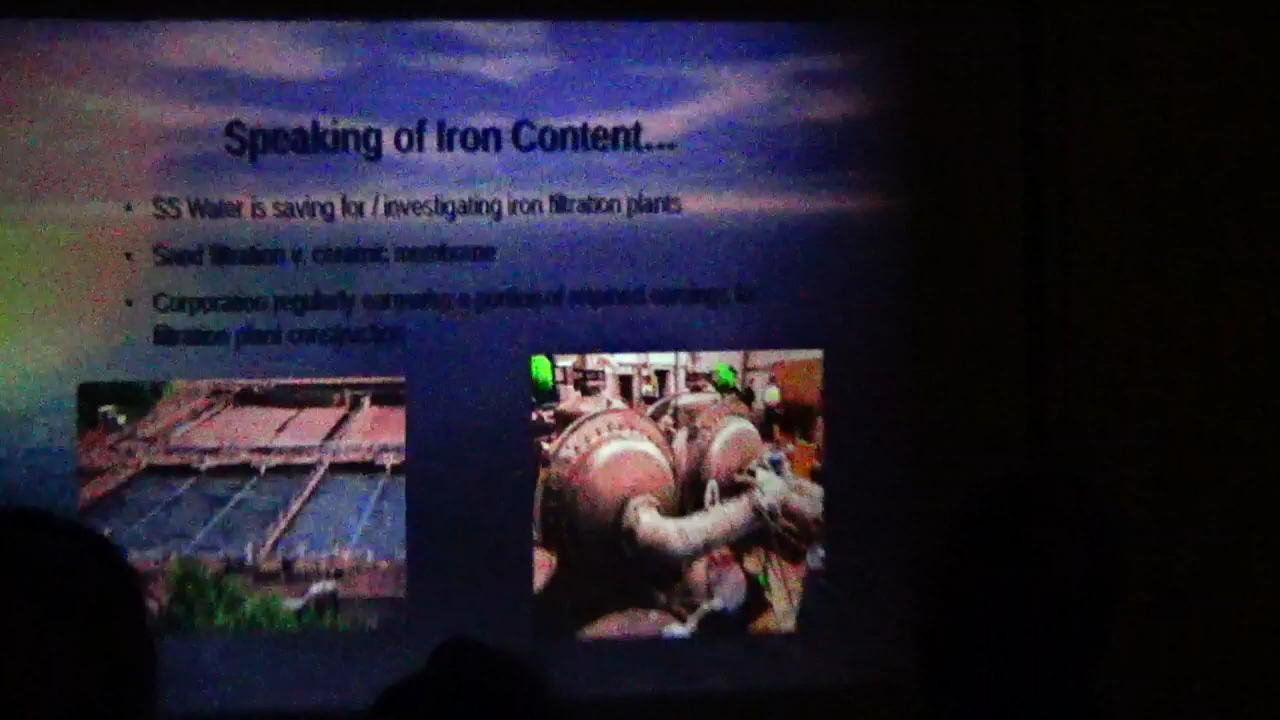 Speaking of Iron Content...
• SS Water is saving for / investigating iron filtration plants
• Sand filtration v. ceramic membrane
• Corporation regularly earmarks a portion of retained earnings for
filtration plant construction